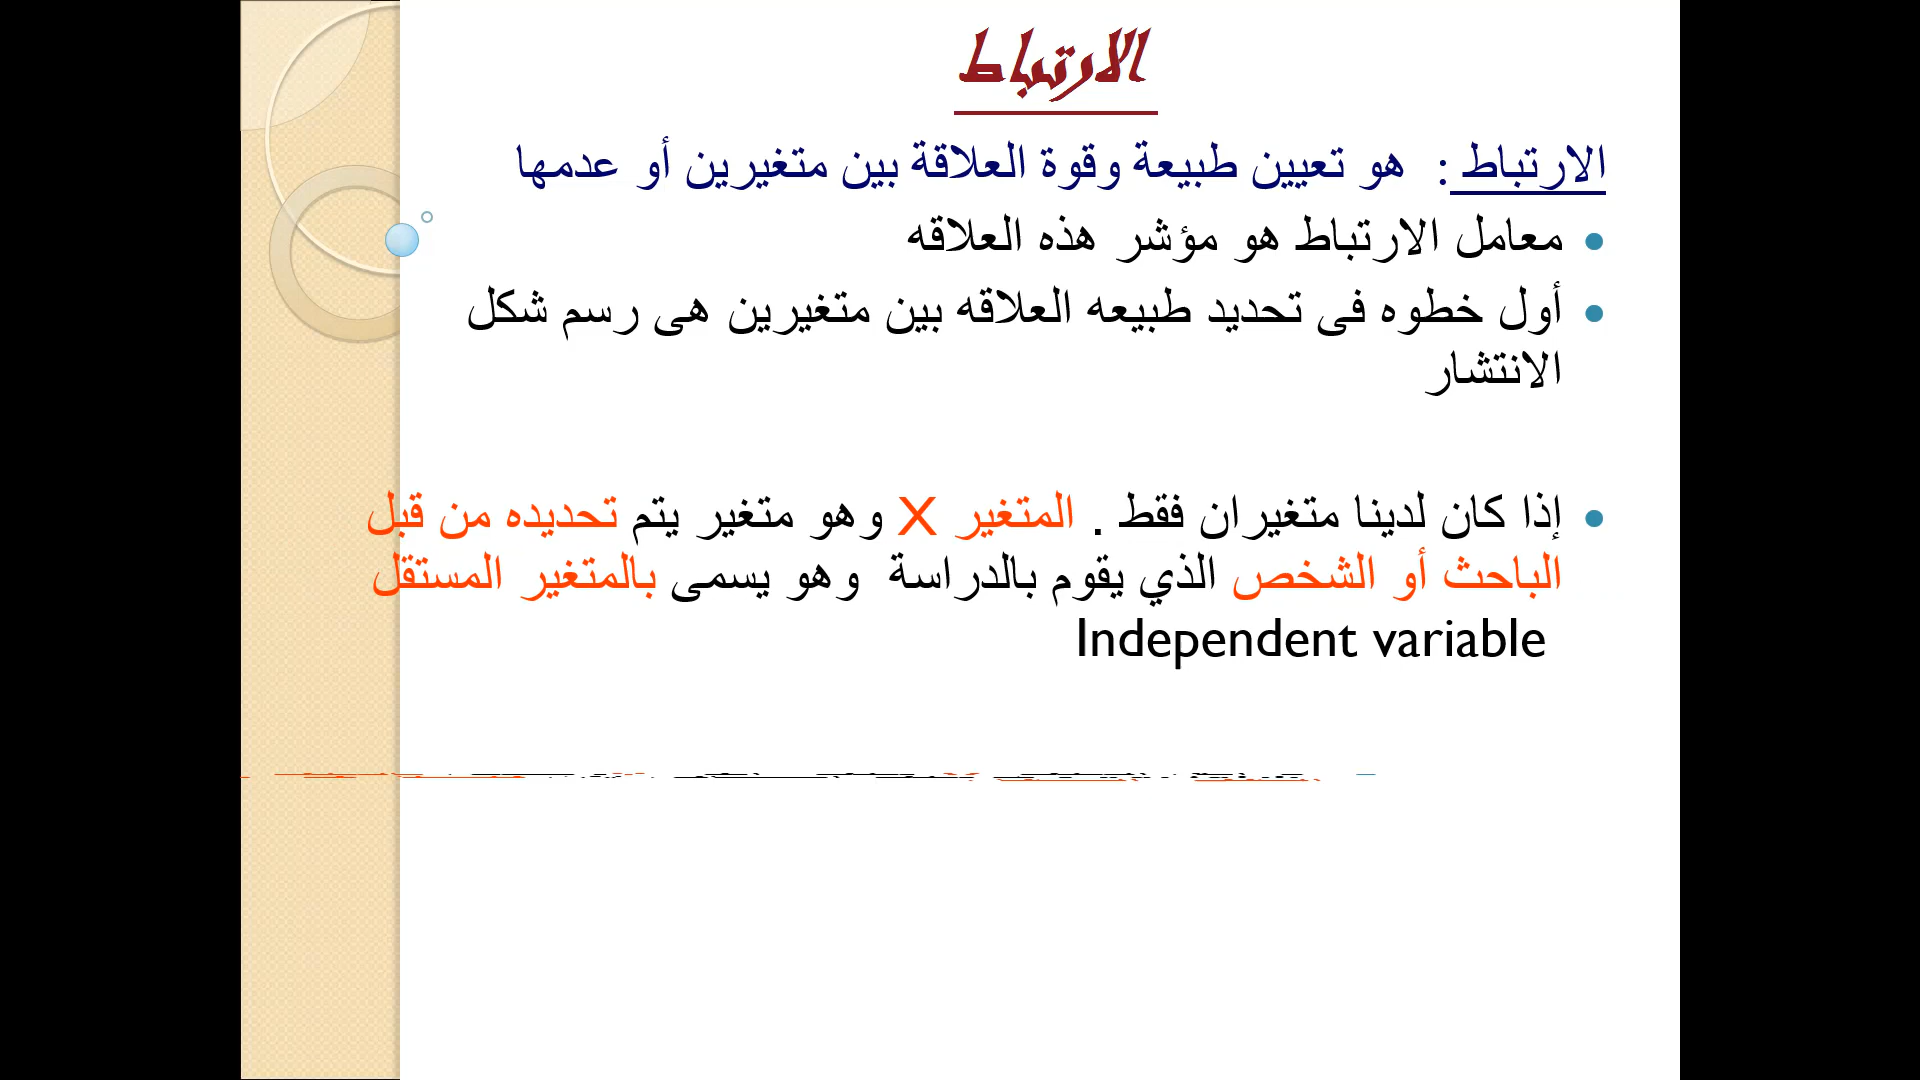 الارتباط
الارتباط : هو تعيين طبيعة وقوة العلاقة بين متغيرين أو عدمها
معامل الارتباط هو مؤشر هذه العلاقه
أول خطوه فى تحديد طبيعه العلاقه بين متغيرين هى رسم شكل
الانتشار
إذا كان لدينا متغيران فقط . المتغير X وهو متغير يتم تحديده من قبل
الباحث أو الشخص الذي يقوم بالدراسة وهو يسمى بالمتغير المستقل
Independent variable